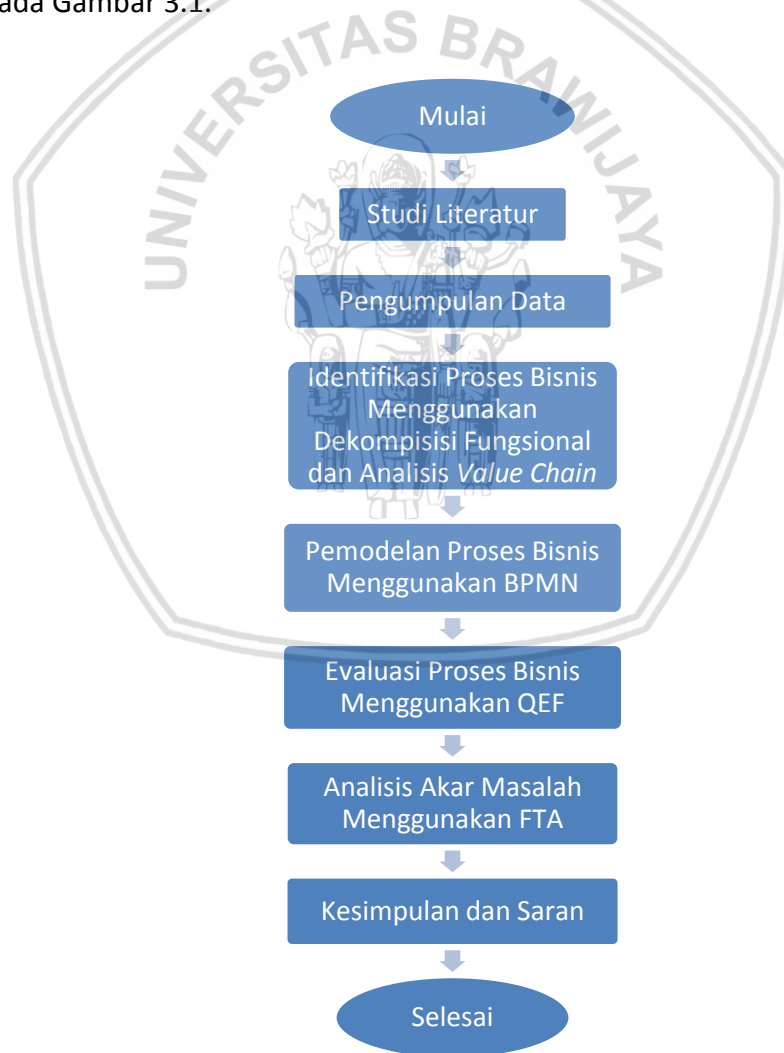 ada Gambar 3.1.
UNIVERSITAS BRAWIJAYA
Mulai
Studi Literatur
Pengumpulan Data
Identifikasi Proses Bisnis
Menggunakan
Dekompisisi Fungsional
dan Analisis Value Chain
Pemodelan Proses Bisnis
Menggunakan BPMN
Evaluasi Proses Bisnis
Menggunakan QEF
Analisis Akar Masalah
Menggunakan FTA
Kesimpulan dan Saran
Selesai